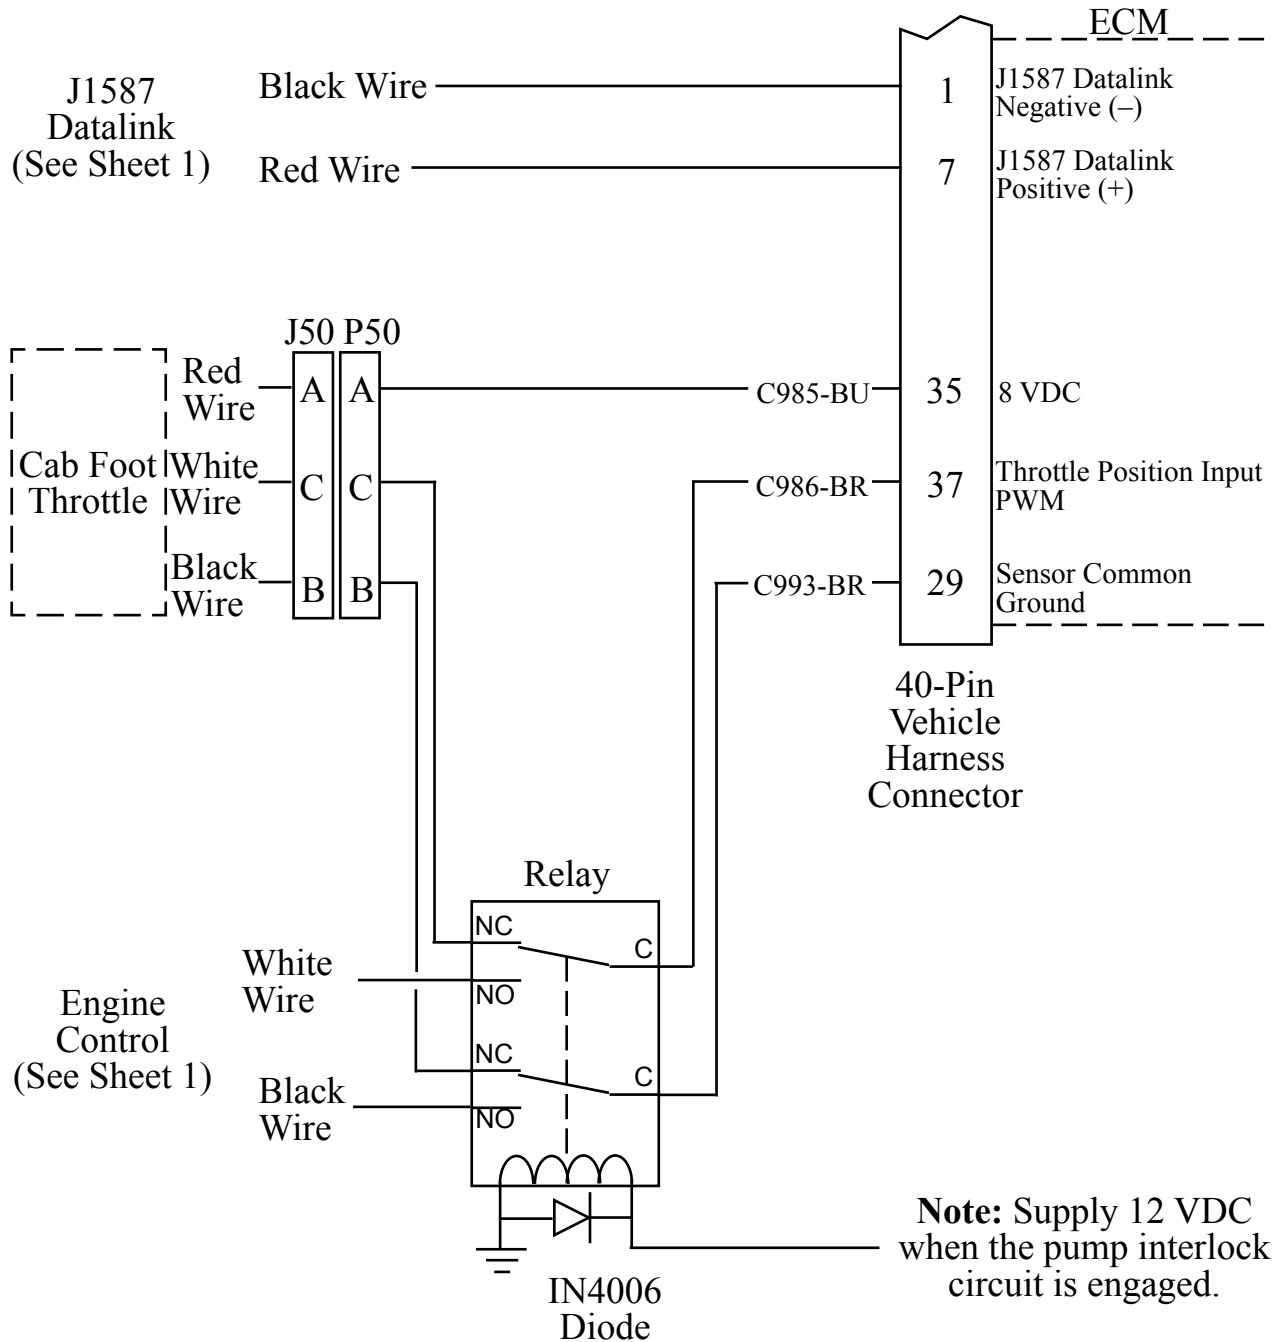 ECM
J1587
Datalink
(See Sheet 1)
Black Wire
1
J1587 Datalink
Negative (–)
Red Wire
7
J1587 Datalink
Positive (+)
J50 P50
Cab Foot
Throttle
Red
Wire
A
A
C985-BU
35
8 VDC
White
Wire
C
C
C986-BR
37
Throttle Position Input
PWM
Black
Wire
B
B
C993-BR
29
Sensor Common
Ground
40-Pin
Vehicle
Harness
Connector
Relay
NC
C
NO
NC
C
NO
White
Wire
Engine
Control
(See Sheet 1)
Black
Wire
IN4006
Diode
Note: Supply 12 VDC
when the pump interlock
circuit is engaged.